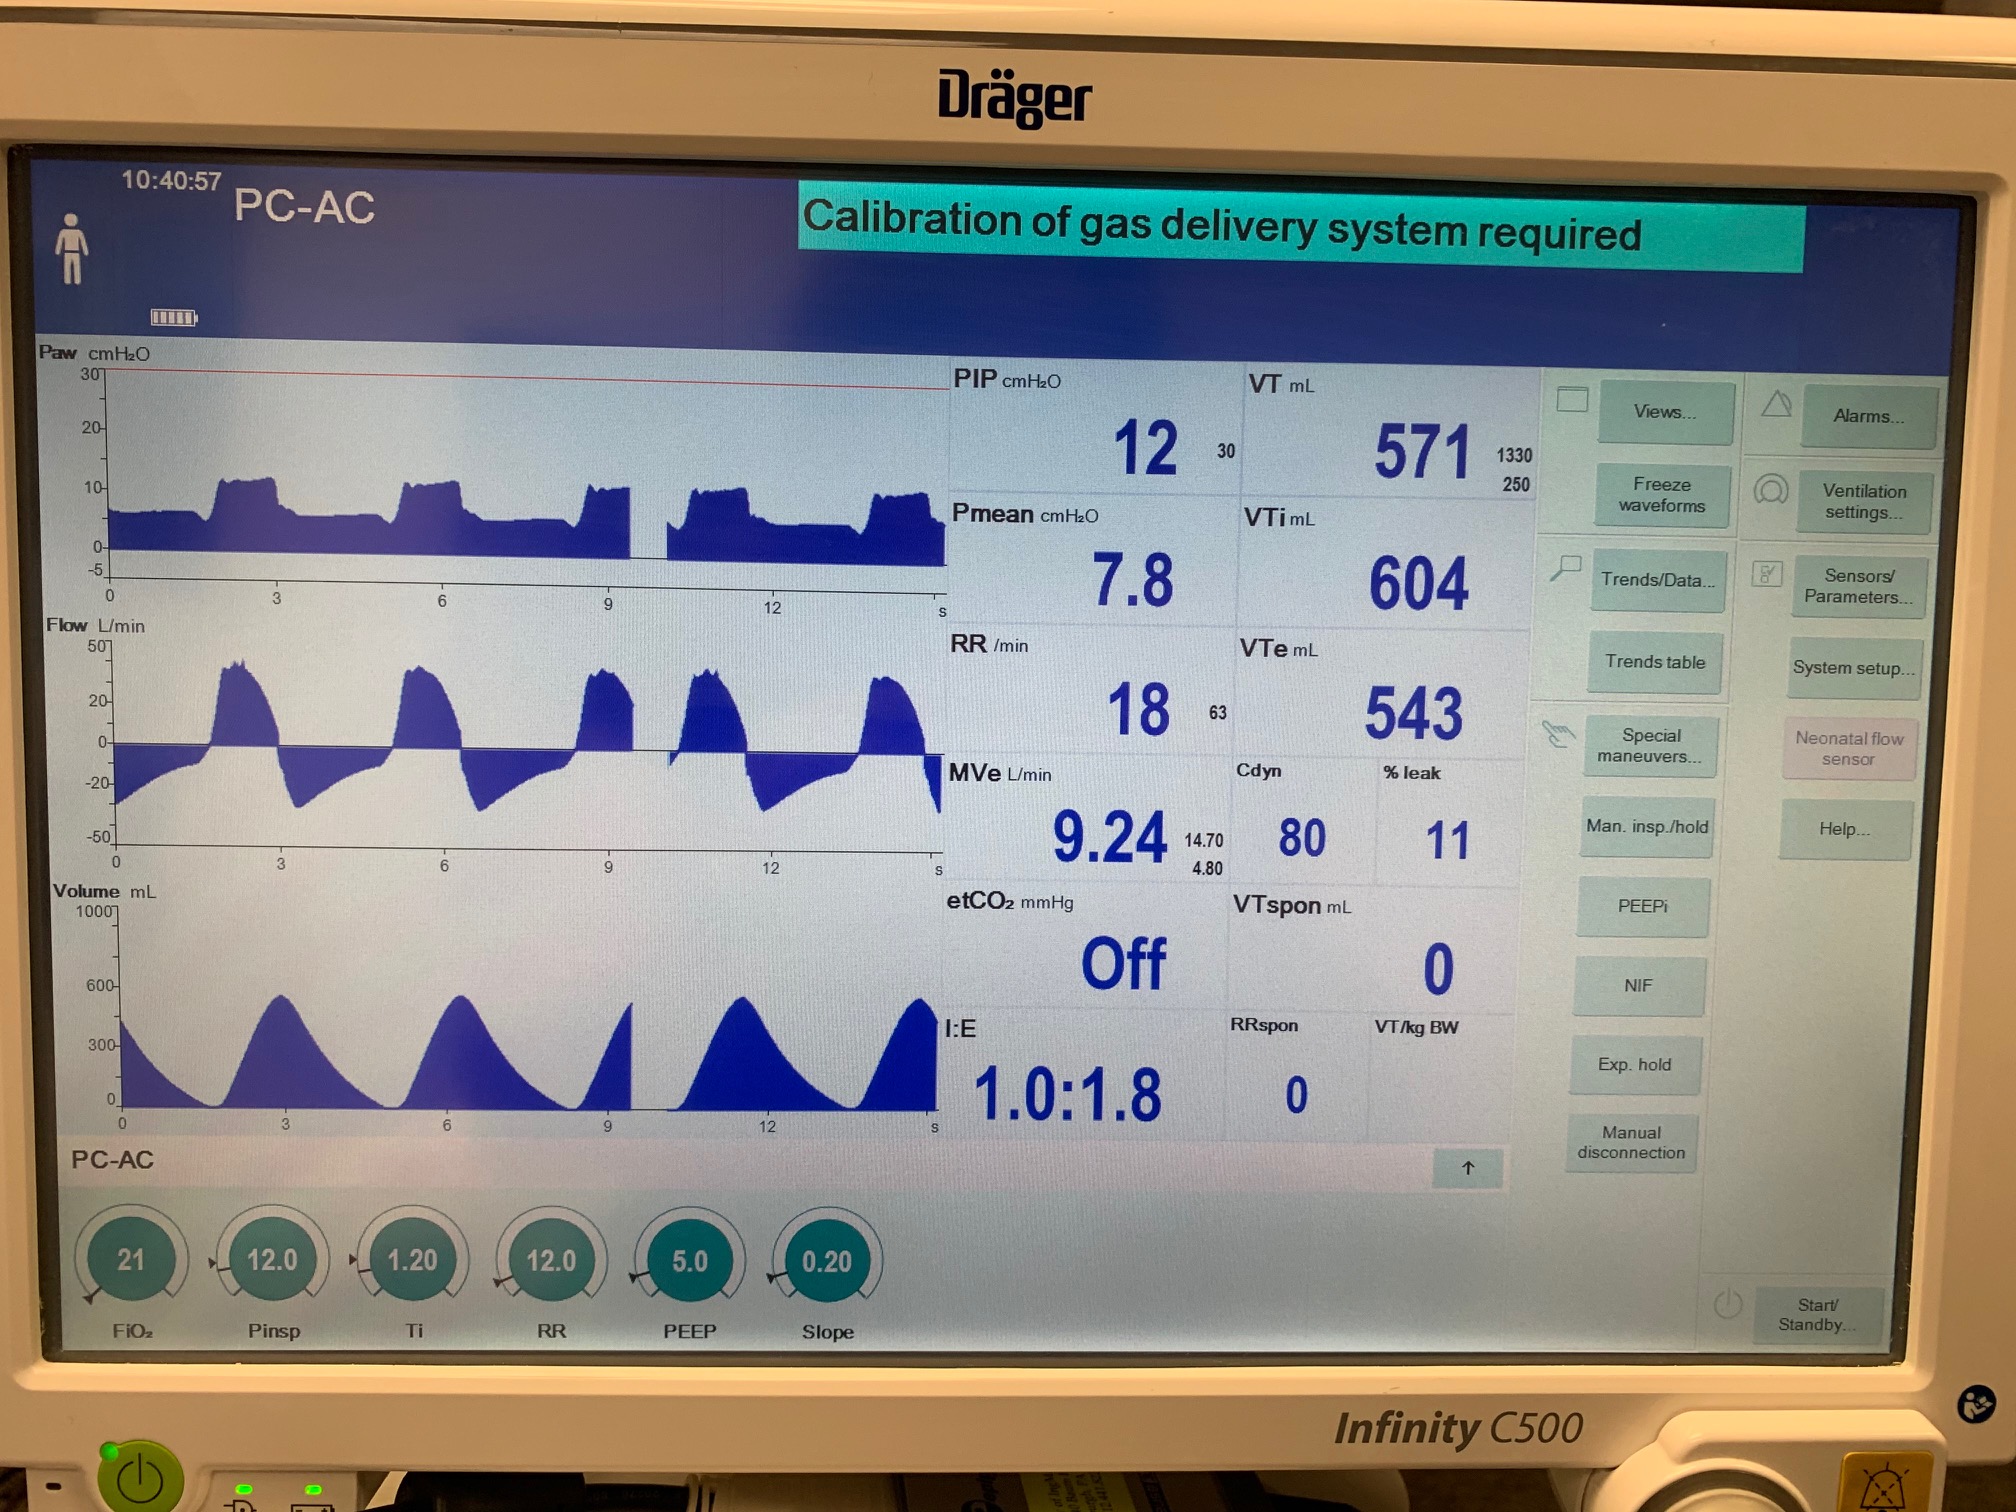 Dräger
10:40:57
PC-AC
Calibration of gas delivery system required
Paw cmH₂O
30
20
10
0
-5
0 3 6 9 12 s
Flow L/min
50
20
0
-20
-50
0 3 6 9 12 s
Volume mL
1000
600
300
0
0 3 6 9 12 s
PIP cmH₂O
12 30
VT mL
571 1330
250
Pmean cmH₂O
7.8
VTi mL
604
RR /min
18 63
VTe mL
543
MVe L/min
9.24 14.70
4.80
Cdyn
80
% leak
11
etCO₂ mmHg
Off
VTspon mL
0
I:E
1.0:1.8
RRspon
0
VT/kg BW
Views...
Freeze
waveforms
Trends/Data...
Trends table
Special
maneuvers...
Man. insp./hold
PEEPi
NIF
Exp. hold
Manual
disconnection
Alarms...
Ventilation
settings...
Sensors/
Parameters...
System setup...
Neonatal flow
sensor
Help...
Start/
Standby...
PC-AC
21 12.0 1.20 12.0 5.0 0.20
FiO₂ Pinsp Ti RR PEEP Slope
Infinity C500